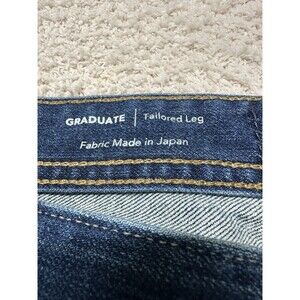 GRADUATE | Tailored Leg
Fabric Made in Japan